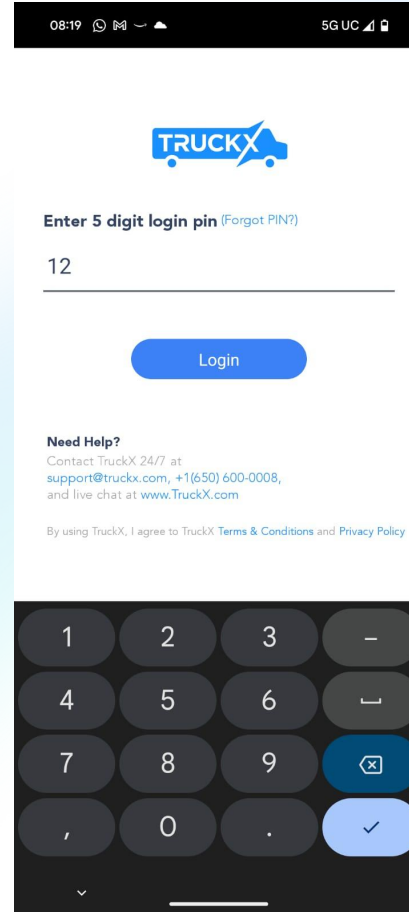 08:19
5G UC
TRUCKX
Enter 5 digit login pin (Forgot PIN?)
12
Login
Need Help?
Contact TruckX 24/7 at
support@truckx.com, +1(650) 600-0008,
and live chat at www.TruckX.com
By using TruckX, I agree to TruckX Terms & Conditions and Privacy Policy
1 2 3 –
4 5 6
7 8 9
, 0 .